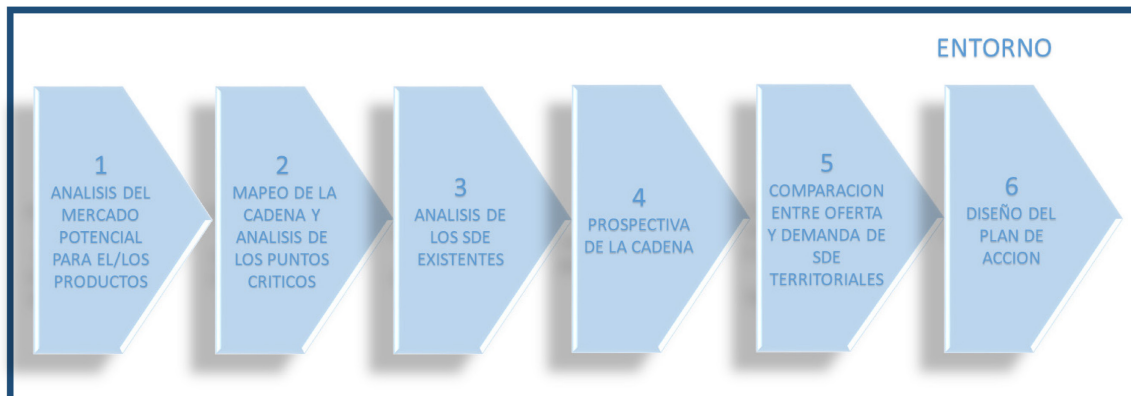 ENTORNO
1
ANALISIS DEL
MERCADO
POTENCIAL
PARA EL/LOS
PRODUCTOS
2
MAPEO DE LA
CADENA Y
ANALISIS DE
LOS PUNTOS
CRITICOS
3
ANALISIS DE
LOS SDE
EXISTENTES
4
PROSPECTIVA
DE LA CADENA
5
COMPARACION
ENTRE OFERTA
Y DEMANDA DE
SDE
TERRITORIALES
6
DISEÑO DEL
PLAN DE
ACCION